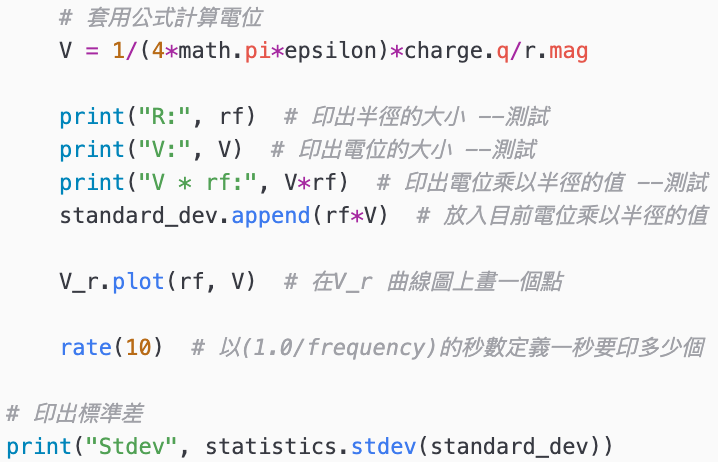 # 套用公式計算電位
V = 1/(4*math.pi*epsilon)*charge.q/r.mag
print("R:", rf)  # 印出半徑的大小 --測試
print("V:", V)  # 印出電位的大小 --測試
print("V * rf:", V*rf)  # 印出電位乘以半徑的值 --測試
standard_dev.append(rf*V)  # 放入目前電位乘以半徑的值
V_r.plot(rf, V)  # 在V_r 曲線圖上畫一個點
rate(10)  # 以(1.0/frequency)的秒數定義一秒要印多少個
# 印出標準差
print("Stdev", statistics.stdev(standard_dev))